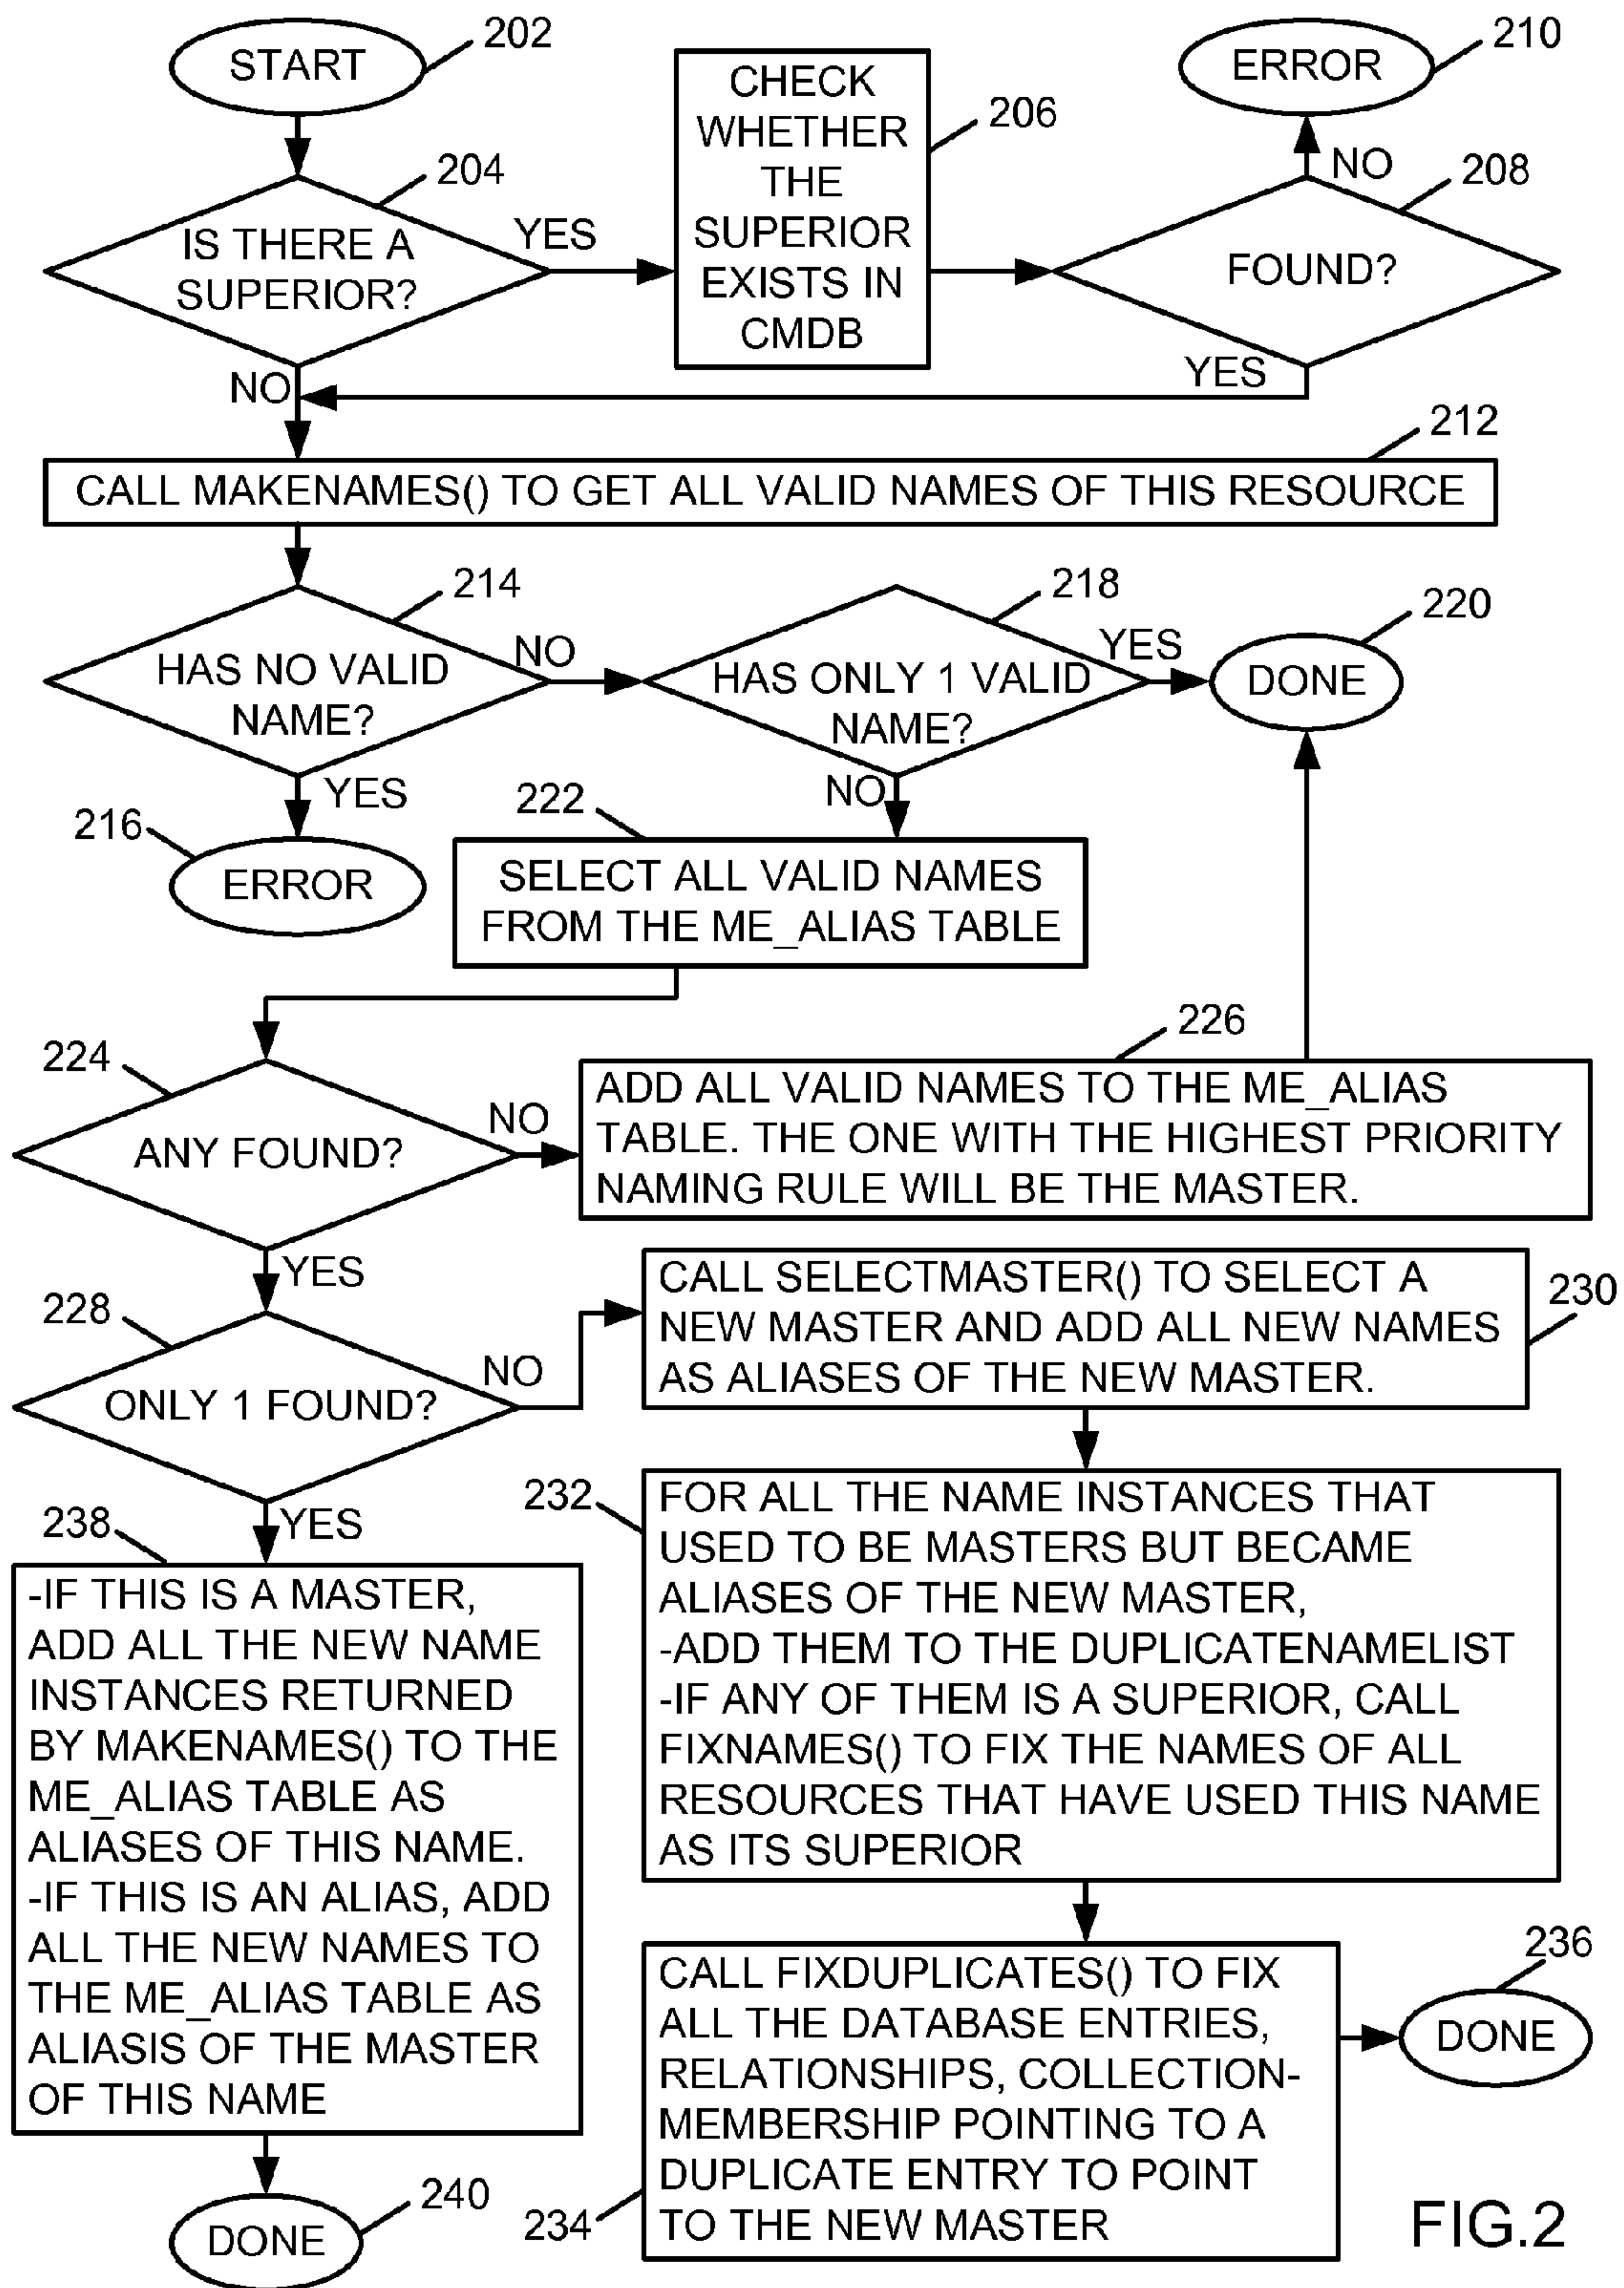 START
202
CHECK
WHETHER
THE
SUPERIOR
EXISTS IN
CMDB
206
ERROR
210
204
IS THERE A
SUPERIOR?
YES
NO
208
FOUND?
NO
YES
212
CALL MAKENAMES() TO GET ALL VALID NAMES OF THIS RESOURCE
214
HAS NO VALID
NAME?
NO
YES
218
HAS ONLY 1 VALID
NAME?
YES
NO
220
DONE
216
ERROR
222
SELECT ALL VALID NAMES
FROM THE ME_ALIAS TABLE
224
ANY FOUND?
NO
YES
226
ADD ALL VALID NAMES TO THE ME_ALIAS
TABLE. THE ONE WITH THE HIGHEST PRIORITY
NAMING RULE WILL BE THE MASTER.
228
ONLY 1 FOUND?
NO
YES
CALL SELECTMASTER() TO SELECT A
NEW MASTER AND ADD ALL NEW NAMES
AS ALIASES OF THE NEW MASTER.
230
232
FOR ALL THE NAME INSTANCES THAT
USED TO BE MASTERS BUT BECAME
ALIASES OF THE NEW MASTER,
-ADD THEM TO THE DUPLICATENAMELIST
-IF ANY OF THEM IS A SUPERIOR, CALL
FIXNAMES() TO FIX THE NAMES OF ALL
RESOURCES THAT HAVE USED THIS NAME
AS ITS SUPERIOR
238
-IF THIS IS A MASTER,
ADD ALL THE NEW NAME
INSTANCES RETURNED
BY MAKENAMES() TO THE
ME_ALIAS TABLE AS
ALIASES OF THIS NAME.
-IF THIS IS AN ALIAS, ADD
ALL THE NEW NAMES TO
THE ME_ALIAS TABLE AS
ALIASIS OF THE MASTER
OF THIS NAME
CALL FIXDUPLICATES() TO FIX
ALL THE DATABASE ENTRIES,
RELATIONSHIPS, COLLECTION-
MEMBERSHIP POINTING TO A
DUPLICATE ENTRY TO POINT
TO THE NEW MASTER
234
236
DONE
240
DONE
FIG.2